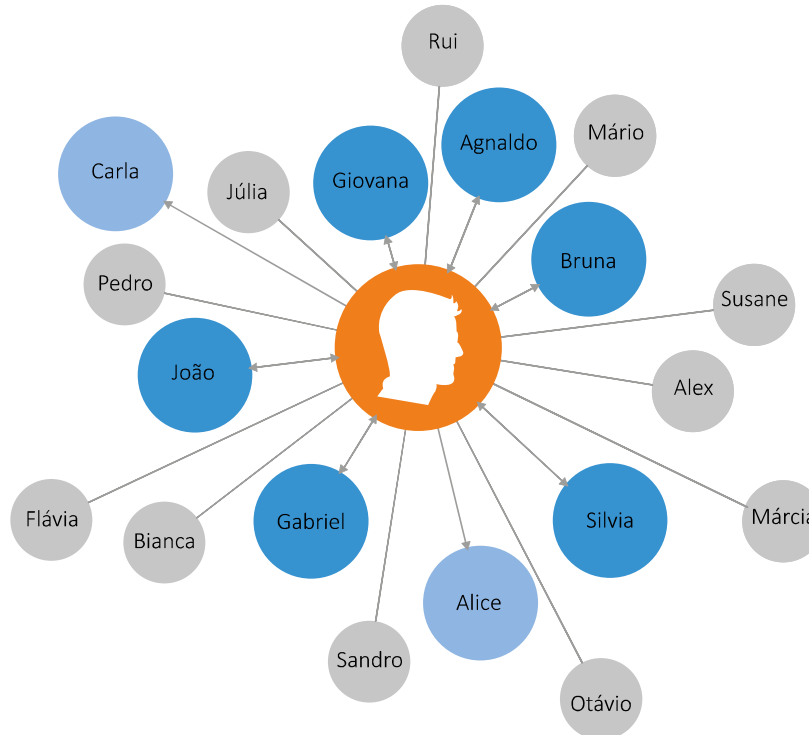 Rui
Agnaldo
Mário
Carla
Júlia
Giovana
Bruna
Pedro
Susane
João
Alex
Flávia
Bianca
Gabriel
Silvia
Márcia
Alice
Sandro
Otávio